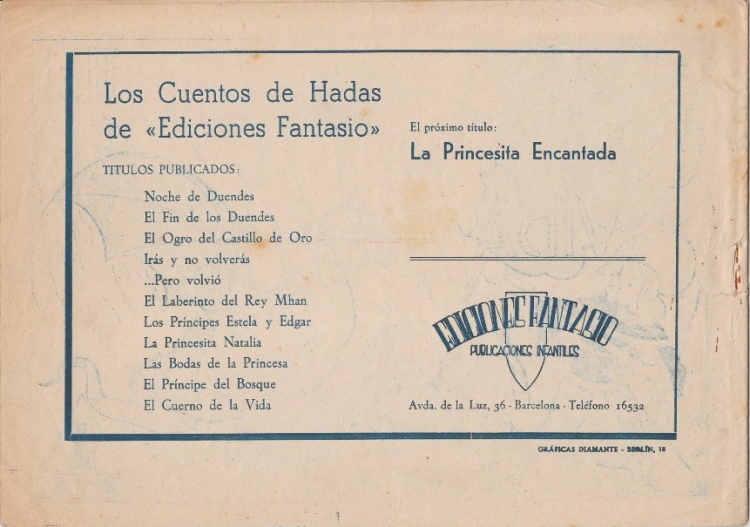 Los Cuentos de Hadas
de «Ediciones Fantasio»
TITULOS PUBLICADOS:
Noche de Duendes
El Fin de los Duendes
El Ogro del Castillo de Oro
Irás y no volverás
...Pero volvió
El Laberinto del Rey Mhan
Los Príncipes Estela y Edgar
La Princesita Natalia
Las Bodas de la Princesa
El Príncipe del Bosque
El Cuerno de la Vida
El próximo título:
La Princesita Encantada
EDICIONES FANTASIO
PUBLICACIONES INFANTILES
Avda. de la Luz, 36 - Barcelona - Teléfono 16532
GRÁFICAS DIAMANTE - BERLÍN, 18